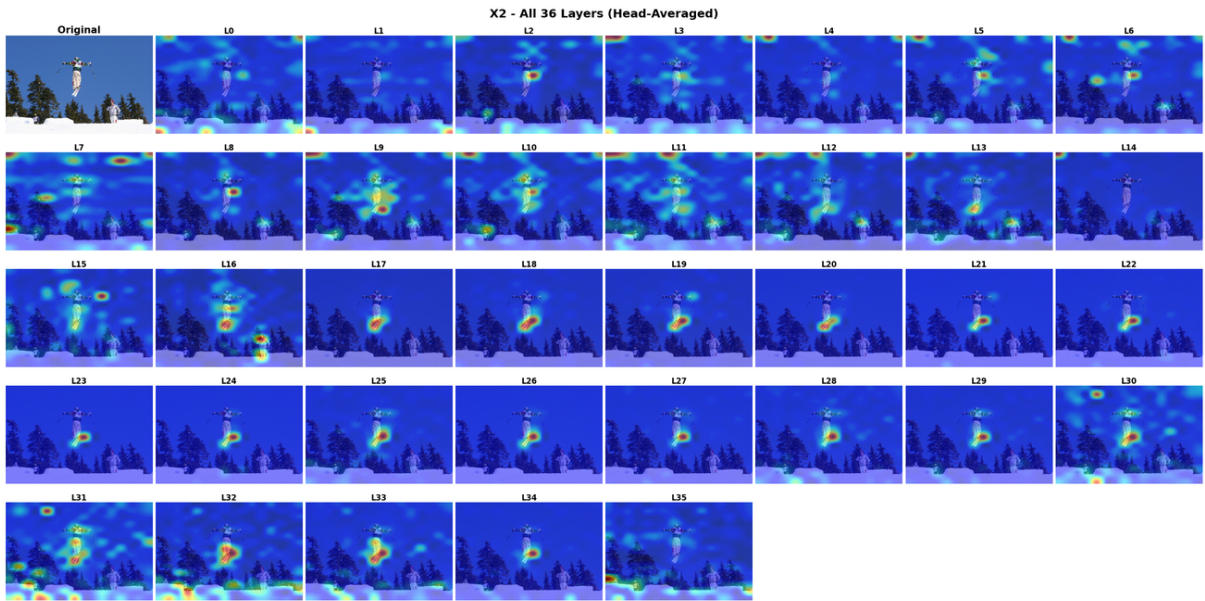 X2 - All 36 Layers (Head-Averaged)
Original L0 L1 L2 L3 L4 L5 L6
L7 L8 L9 L10 L11 L12 L13 L14
L15 L16 L17 L18 L19 L20 L21 L22
L23 L24 L25 L26 L27 L28 L29 L30
L31 L32 L33 L34 L35